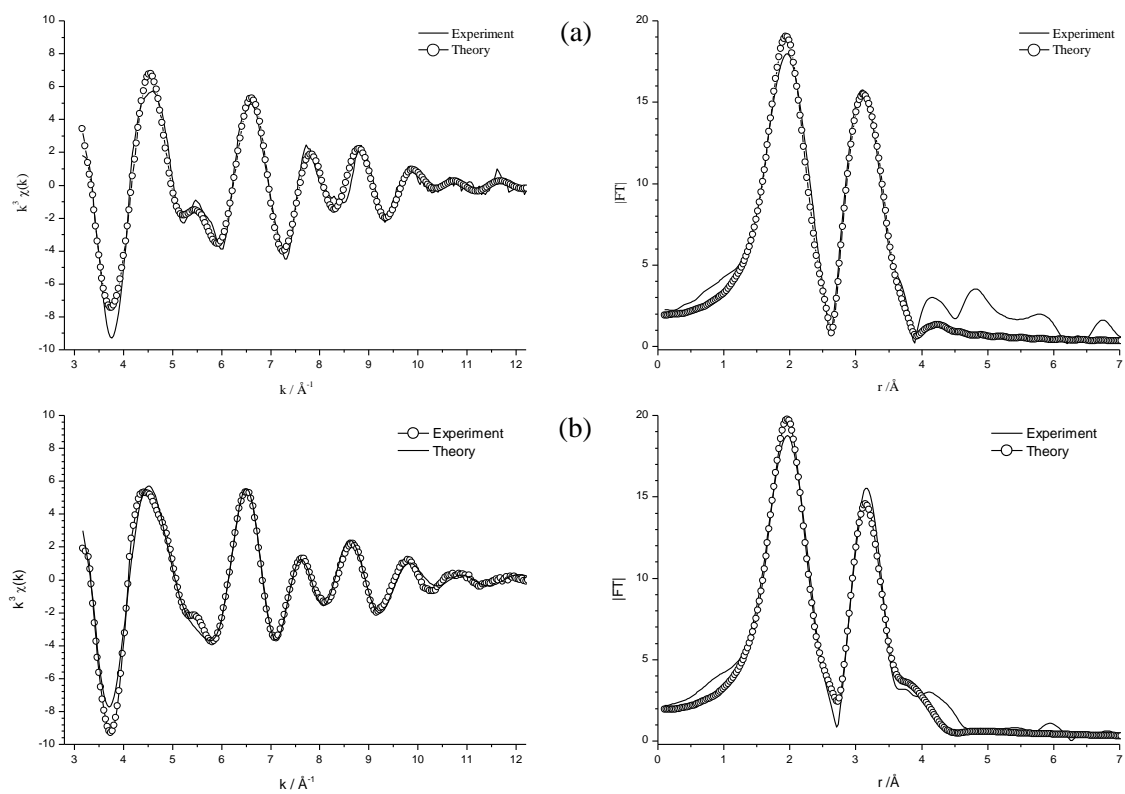 (a)
Experiment
Theory
k³ χ(k)
10
8
6
4
2
0
-2
-4
-6
-8
-10
3 4 5 6 7 8 9 10 11 12
k / Å⁻¹
Experiment
Theory
|FT|
20
15
10
5
0
0 1 2 3 4 5 6 7
r/Å
(b)
Experiment
Theory
k³ χ(k)
10
8
6
4
2
0
-2
-4
-6
-8
-10
3 4 5 6 7 8 9 10 11 12
k / Å⁻¹
Experiment
Theory
|FT|
20
15
10
5
0
0 1 2 3 4 5 6 7
r/Å